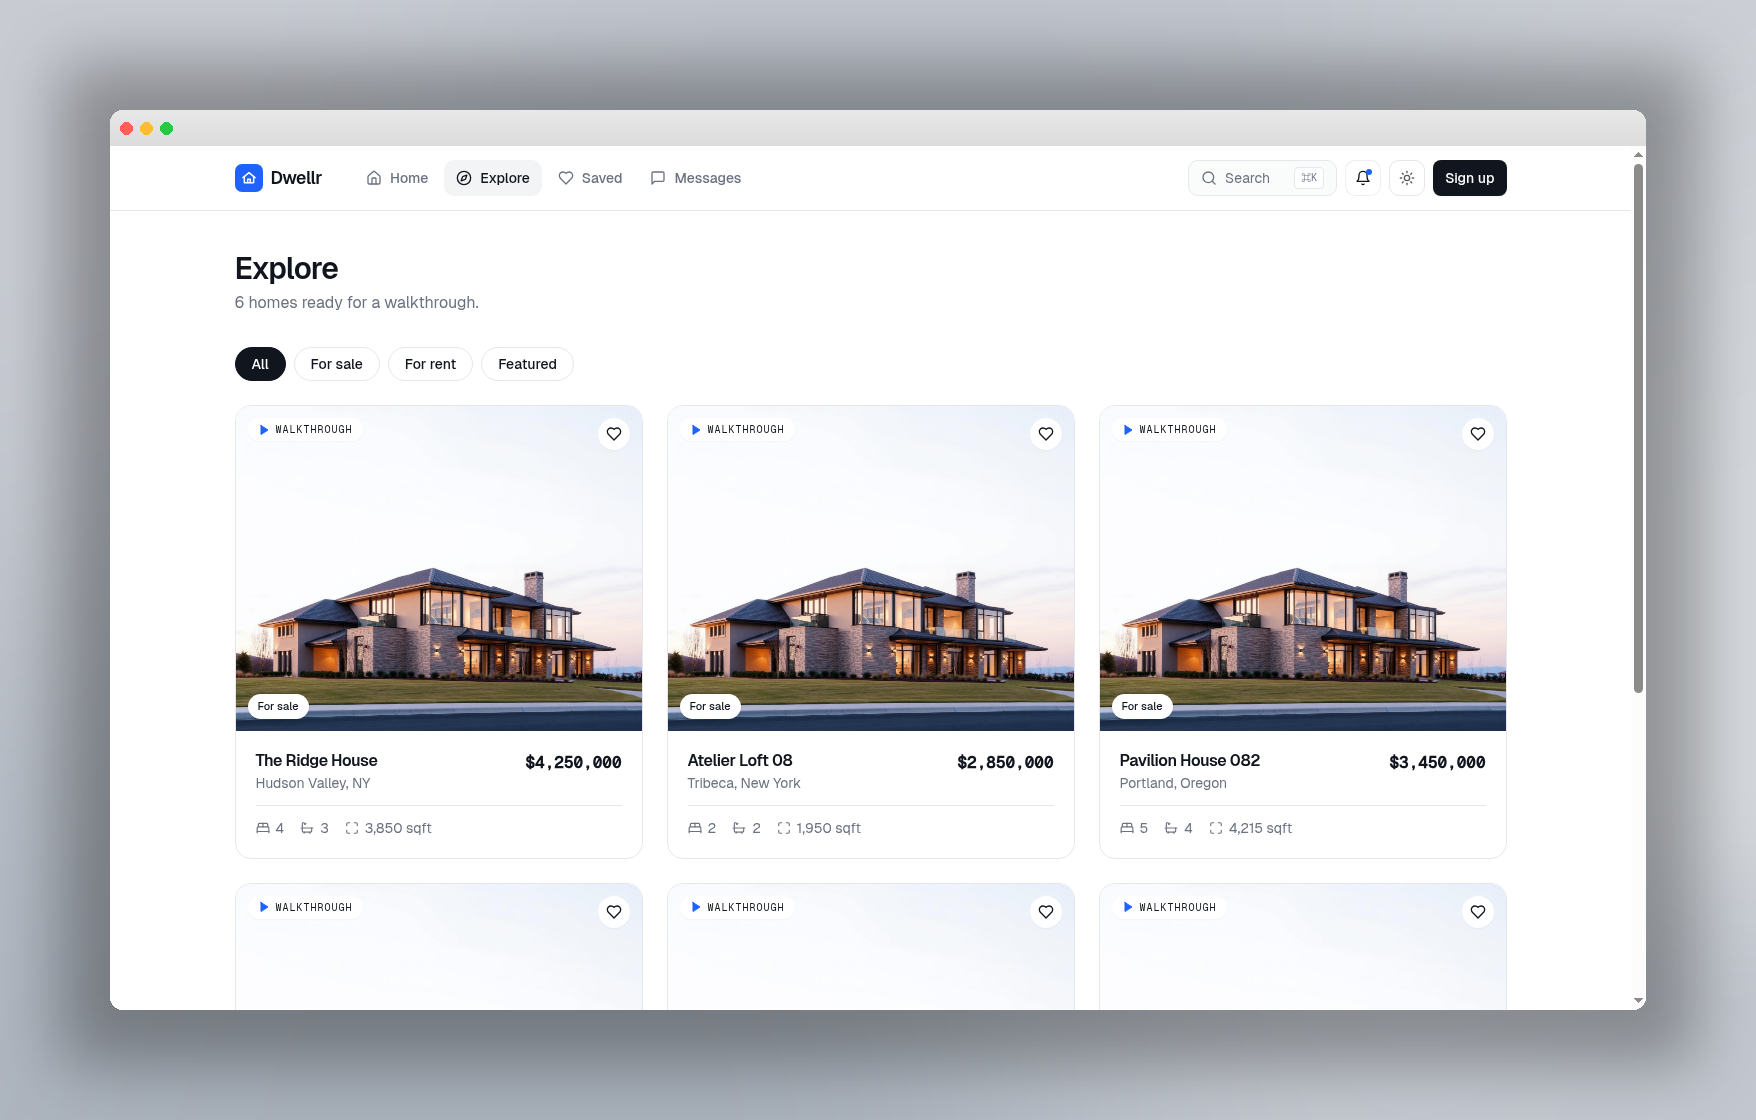 Dwellr
Home
Explore
Saved
Messages
Search
⌘K
Sign up
Explore
6 homes ready for a walkthrough.
All
For sale
For rent
Featured
WALKTHROUGH
WALKTHROUGH
WALKTHROUGH
For sale
For sale
For sale
The Ridge House
$4,250,000
Hudson Valley, NY
4
3
3,850 sqft
Atelier Loft 08
$2,850,000
Tribeca, New York
2
2
1,950 sqft
Pavilion House 082
$3,450,000
Portland, Oregon
5
4
4,215 sqft
WALKTHROUGH
WALKTHROUGH
WALKTHROUGH